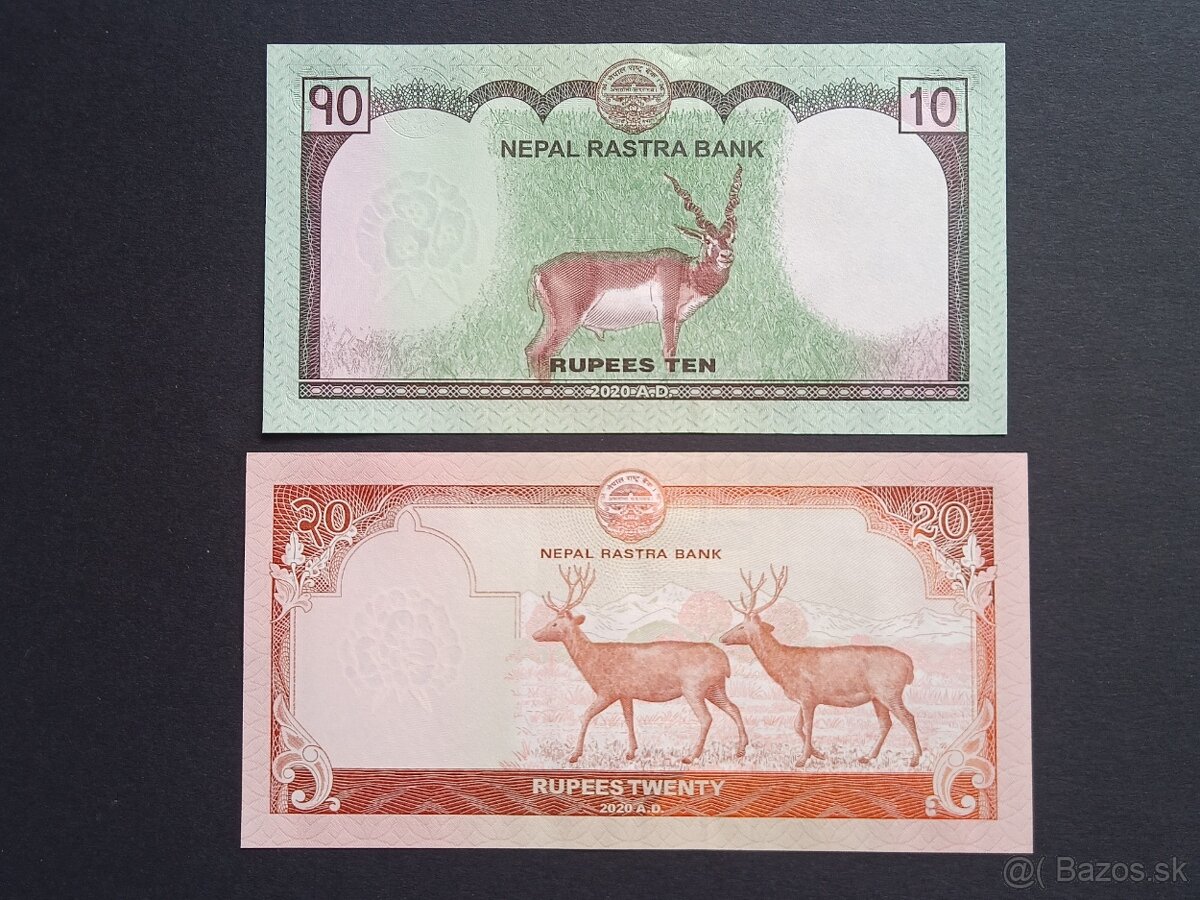 १० 10
NEPAL RASTRA BANK
RUPEES TEN
2020 A.D.
२० 20
NEPAL RASTRA BANK
RUPEES TWENTY
2020 A.D.
@( Bazos.sk